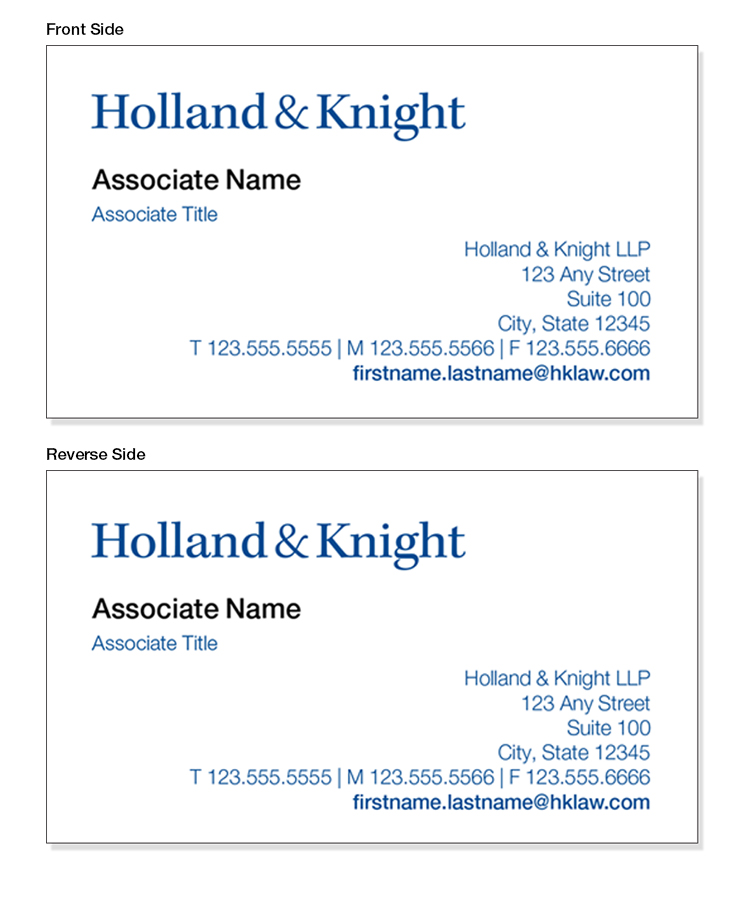 Front Side
Holland & Knight
Associate Name
Associate Title
Holland & Knight LLP
123 Any Street
Suite 100
City, State 12345
T 123.555.5555 | M 123.555.5566 | F 123.555.6666
firstname.lastname@hklaw.com
Reverse Side
Holland & Knight
Associate Name
Associate Title
Holland & Knight LLP
123 Any Street
Suite 100
City, State 12345
T 123.555.5555 | M 123.555.5566 | F 123.555.6666
firstname.lastname@hklaw.com